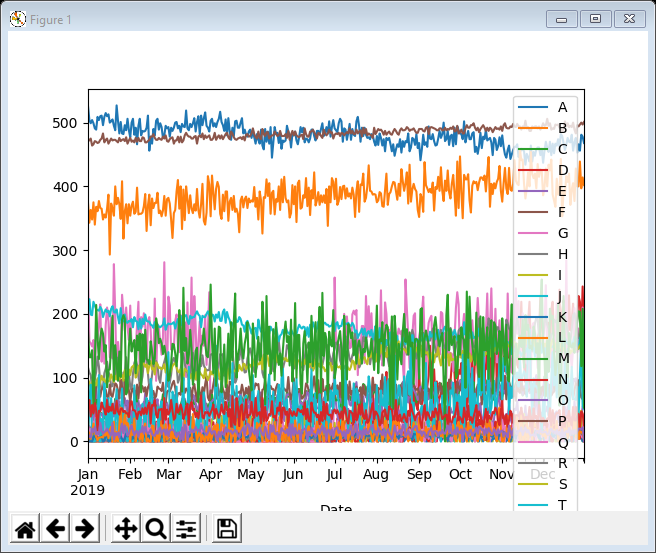 Figure 1
500
400
300
200
100
0
Jan
Feb
Mar
Apr
May
Jun
Jul
Aug
Sep
Oct
Nov
Dec
2019
Date
A
B
C
D
E
F
G
H
I
J
K
L
M
N
O
P
Q
R
S
T